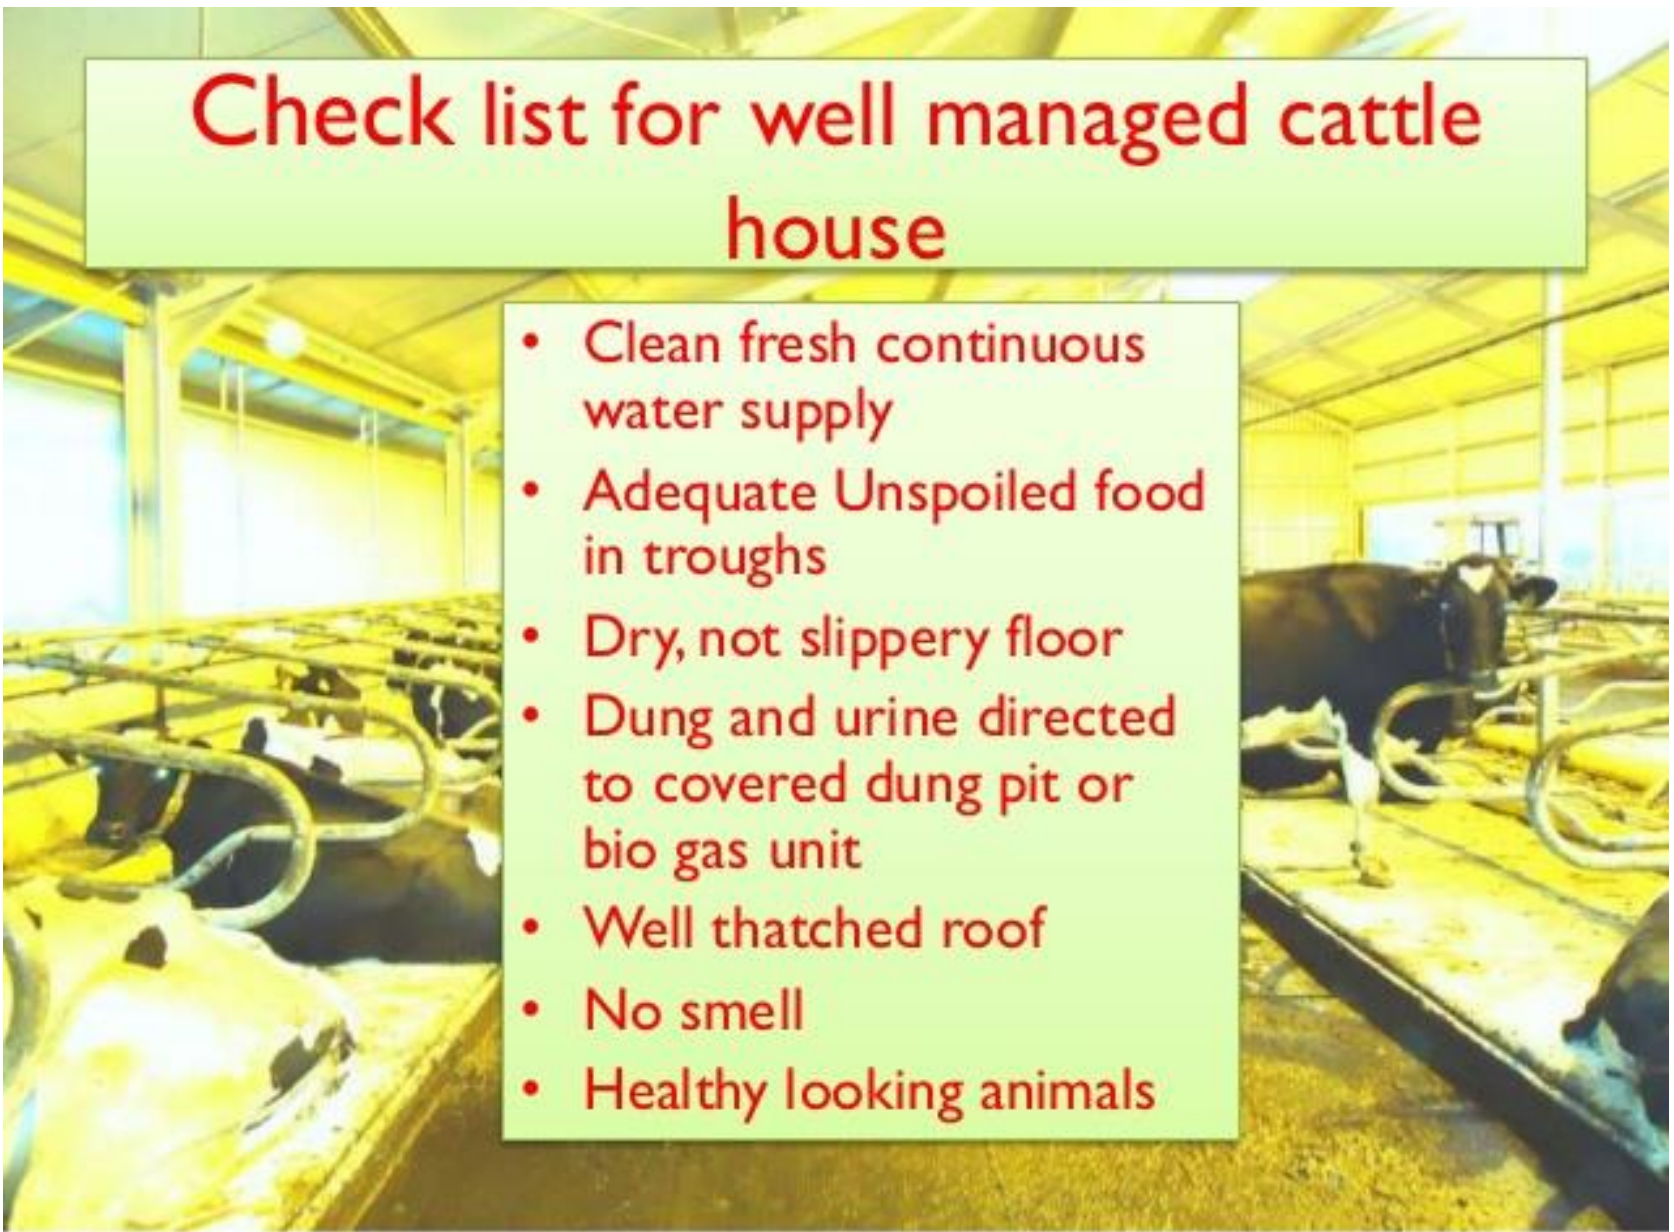 Check list for well managed cattle
house
• Clean fresh continuous
water supply
• Adequate Unspoiled food
in troughs
• Dry, not slippery floor
• Dung and urine directed
to covered dung pit or
bio gas unit
• Well thatched roof
• No smell
• Healthy looking animals